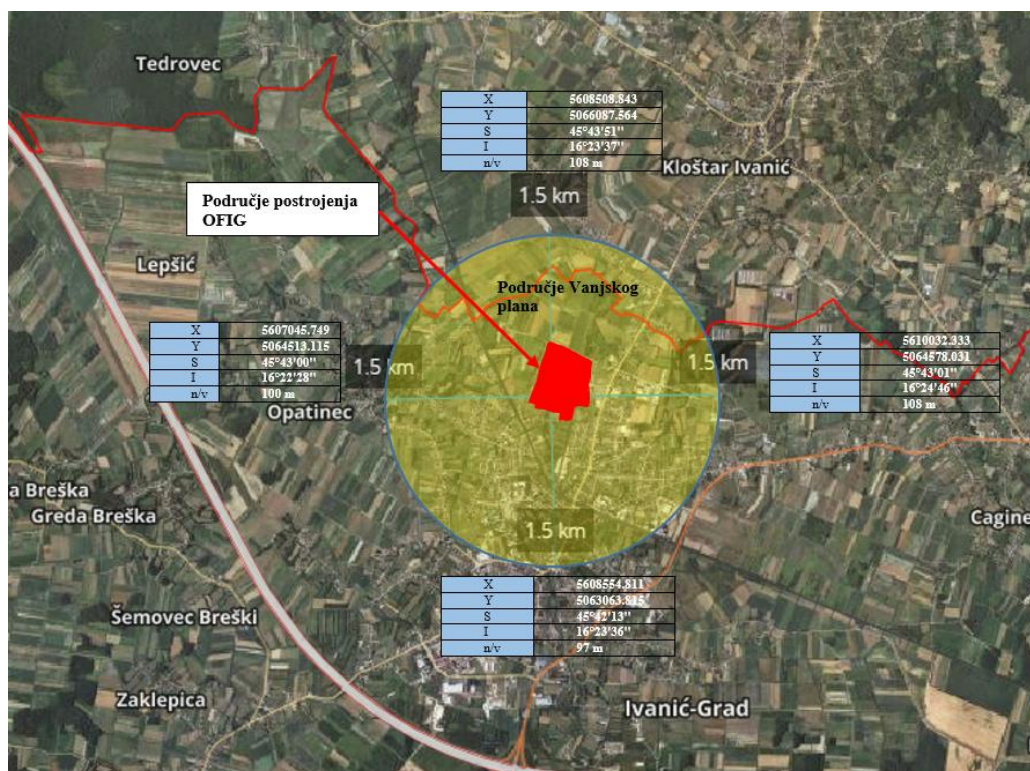 Tedrovec
X 5608508.843
Y 5066087.564
S 45°43'51"
I 16°23'37"
n/v 108 m
Kloštar Ivanić
1.5 km
Područje postrojenja
OFIG
Lepšić
Područje Vanjskog
plana
X 5607045.749
Y 5064513.115
S 45°43'00"
I 16°22'28"
n/v 100 m
1.5 km
1.5 km
X 5610032.333
Y 5064578.031
S 45°43'01"
I 16°24'46"
n/v 108 m
Opatinec
a Breška
Greda Breška
Cagine
1.5 km
X 5608554.811
Y 5063063.815
S 45°42'13"
I 16°23'36"
n/v 97 m
Šemovec Breški
Zaklepica
Ivanić-Grad